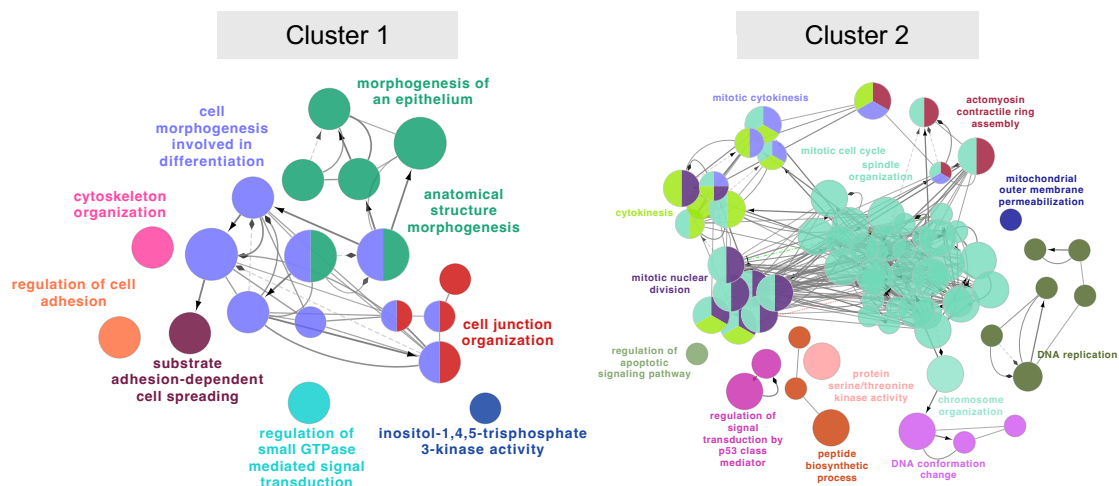 Cluster 1
morphogenesis of
an epithelium
cell
morphogenesis
involved in
differentiation
cytoskeleton
organization
anatomical
structure
morphogenesis
regulation of cell
adhesion
cell junction
organization
substrate
adhesion-dependent
cell spreading
regulation of
small GTPase
mediated signal
transduction
inositol-1,4,5-trisphosphate
3-kinase activity
Cluster 2
mitotic cytokinesis
actomyosin
contractile ring
assembly
mitotic cell cycle
spindle
organization
mitochondrial
outer membrane
permeabilization
cytokinesis
mitotic nuclear
division
regulation of
apoptotic
signaling pathway
DNA replication
protein
serine/threonine
kinase activity
chromosome
organization
regulation of
signal
transduction by
p53 class
mediator
peptide
biosynthetic
process
DNA conformation
change